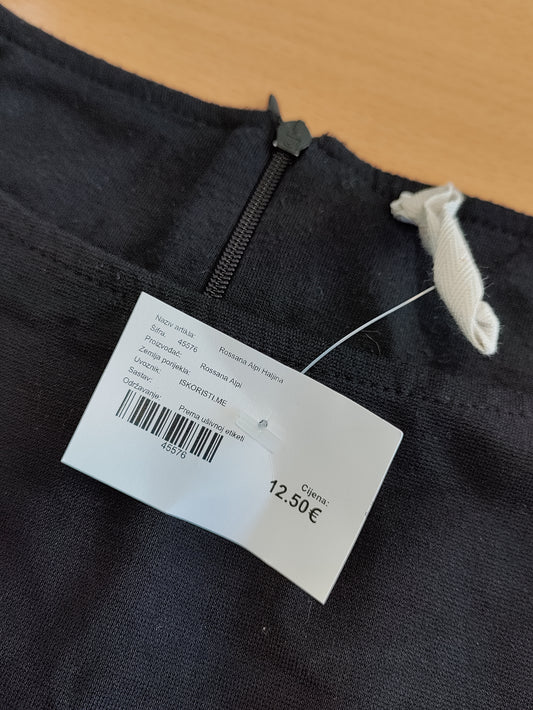 Naziv artikla: Rossana Alpi Haljina
Šifra: 45576
Proizvođač: Rossana Alpi
Zemlja porijekla:
Uvoznik: ISKORISTI.ME
Sastav:
Održavanje: Prema ušivnoj etiketi
45576
Cijena:
12.50€